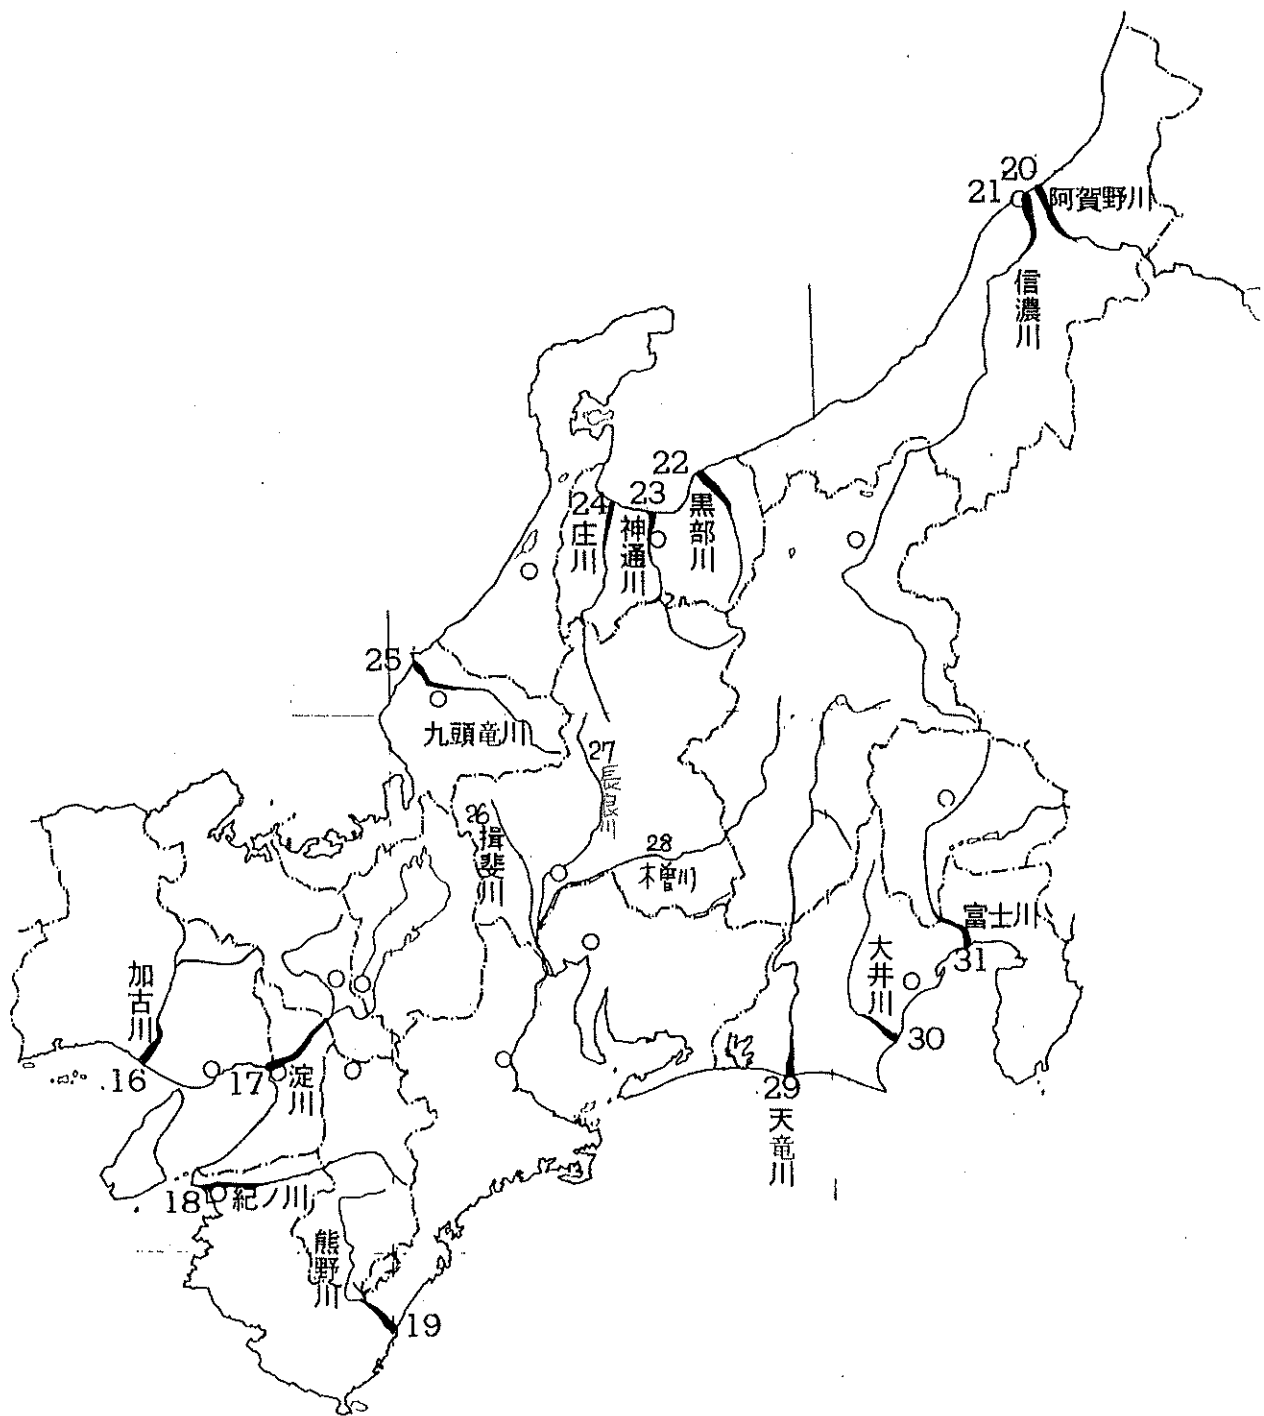 20
21
阿賀野川
信濃川
22
24
23
庄川
神通川
黒部川
25
九頭竜川
27
長良川
26
揖斐川
28
木曽川
富士川
31
大井川
30
加古川
16
17
淀川
29
天竜川
18
紀ノ川
熊野川
19